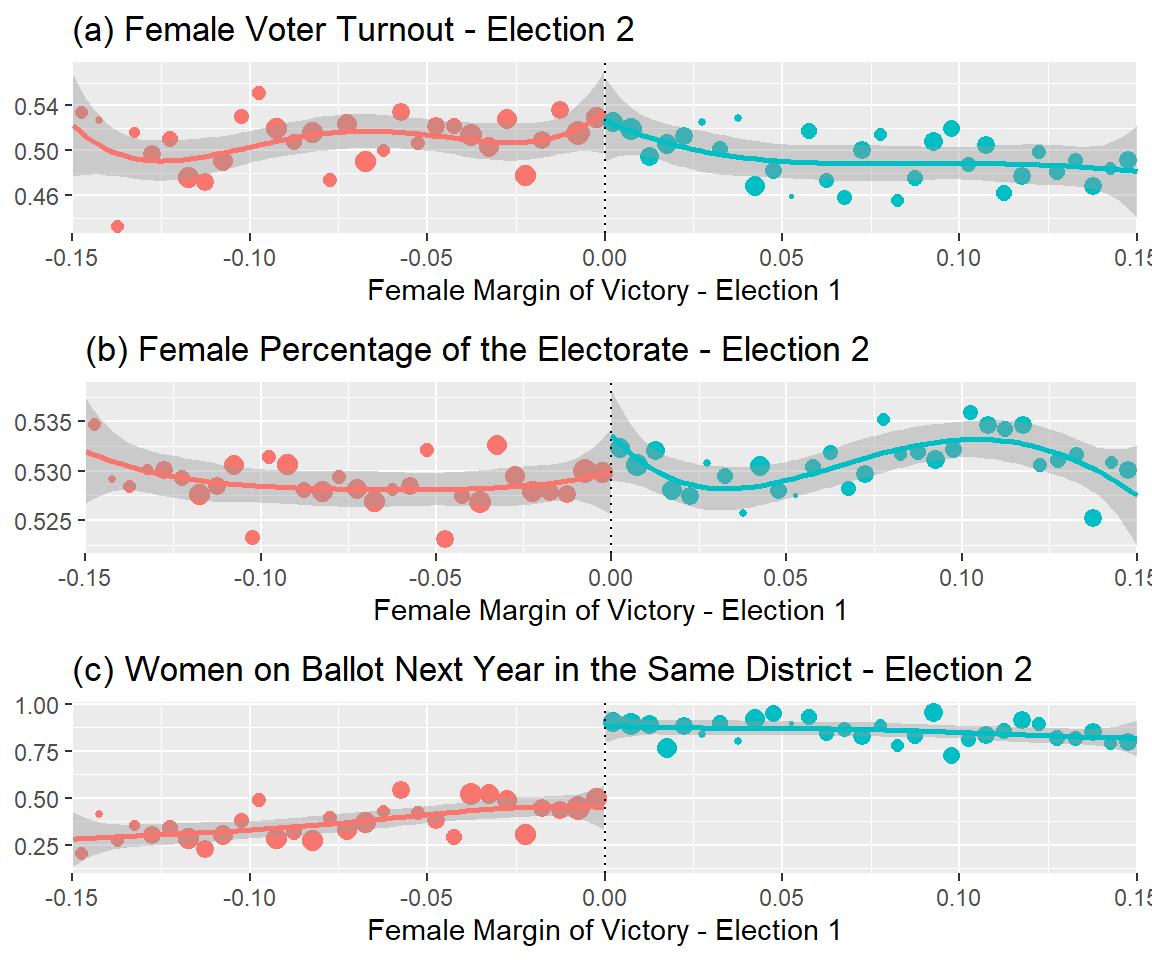 (a) Female Voter Turnout - Election 2
0.54
0.50
0.46
-0.15 -0.10 -0.05 0.00 0.05 0.10 0.15
Female Margin of Victory - Election 1
(b) Female Percentage of the Electorate - Election 2
0.535
0.530
0.525
-0.15 -0.10 -0.05 0.00 0.05 0.10 0.15
Female Margin of Victory - Election 1
(c) Women on Ballot Next Year in the Same District - Election 2
1.00
0.75
0.50
0.25
-0.15 -0.10 -0.05 0.00 0.05 0.10 0.15
Female Margin of Victory - Election 1